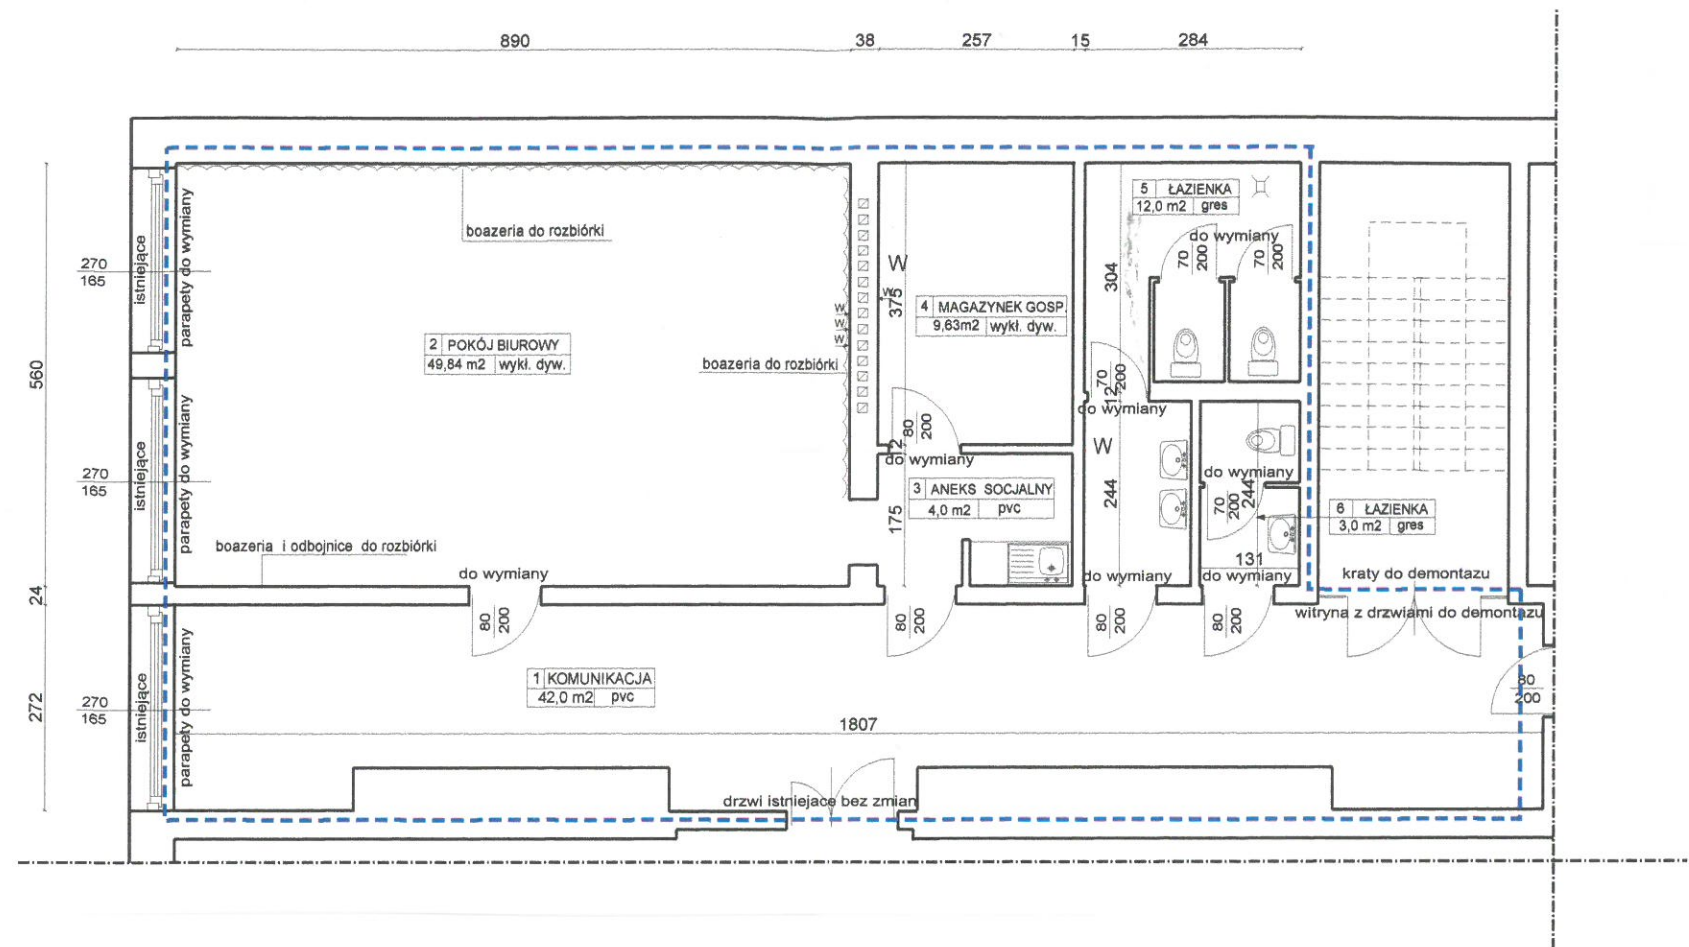 890
38
257
15
284
560
24
272
270
165
istniejące
parapety do wymiany
270
165
istniejące
parapety do wymiany
270
165
istniejące
parapety do wymiany
boazeria do rozbiórki
2 POKÓJ BIUROWY
49,84 m2 wykł. dyw.
boazeria do rozbiórki
boazeria i odbojnice do rozbiórki
do wymiany
80
200
W
W
W
W
W
375
4 MAGAZYNEK GOSP.
9,63m2 wykł. dyw.
80
200
12
do wymiany
3 ANEKS SOCJALNY
4,0 m2 pvc
175
80
200
5 ŁAZIENKA
12,0 m2 gres
do wymiany
70
200
70
200
304
70
200
12
do wymiany
W
244
do wymiany
80
200
do wymiany
70
200
244
131
do wymiany
80
200
6 ŁAZIENKA
3,0 m2 gres
kraty do demontazu
witryna z drzwiami do demontazu
80
200
1 KOMUNIKACJA
42,0 m2 pvc
1807
drzwi istniejace bez zmian